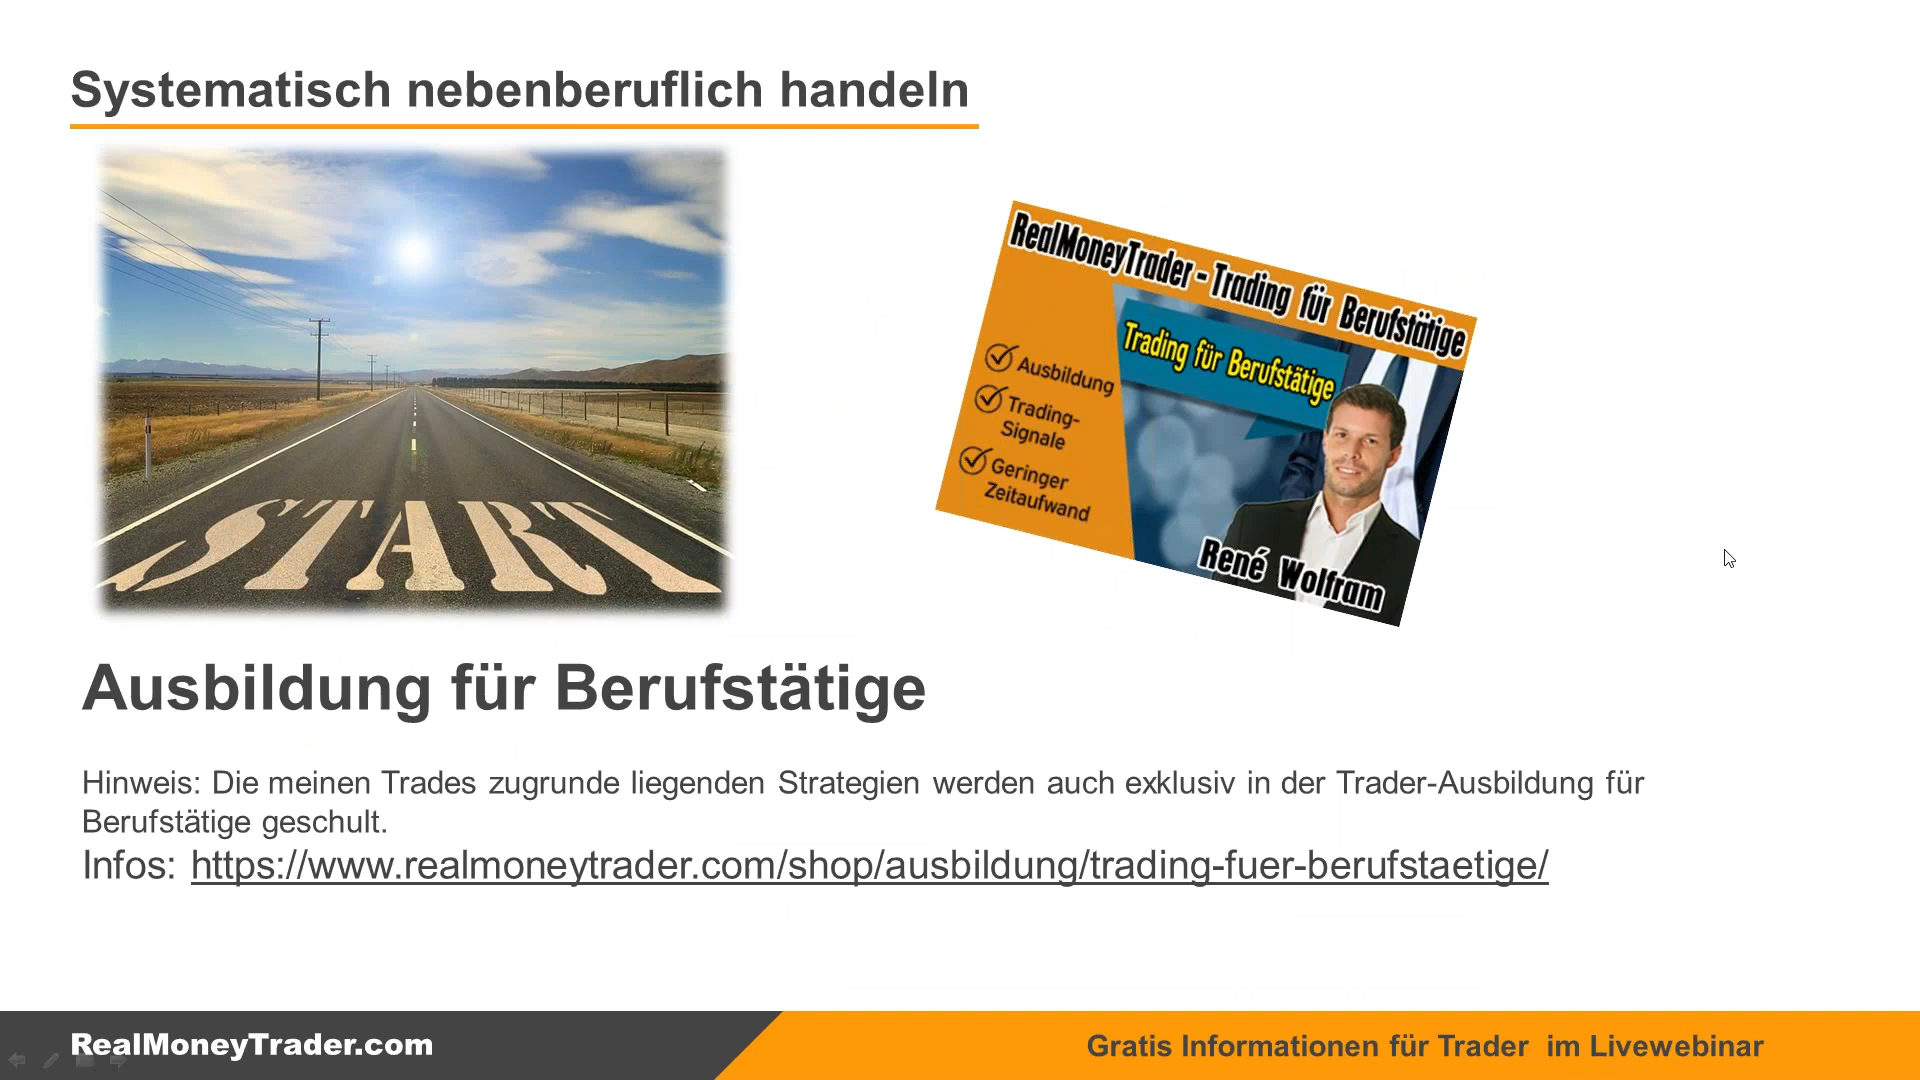 Systematisch nebenberuflich handeln
START
RealMoneyTrader - Trading für Berufstätige
Trading für Berufstätige
Ausbildung
Trading-
Signale
Geringer
Zeitaufwand
René Wolfram
Ausbildung für Berufstätige
Hinweis: Die meinen Trades zugrunde liegenden Strategien werden auch exklusiv in der Trader-Ausbildung für
Berufstätige geschult.
Infos: https://www.realmoneytrader.com/shop/ausbildung/trading-fuer-berufstaetige/
RealMoneyTrader.com
Gratis Informationen für Trader im Livewebinar